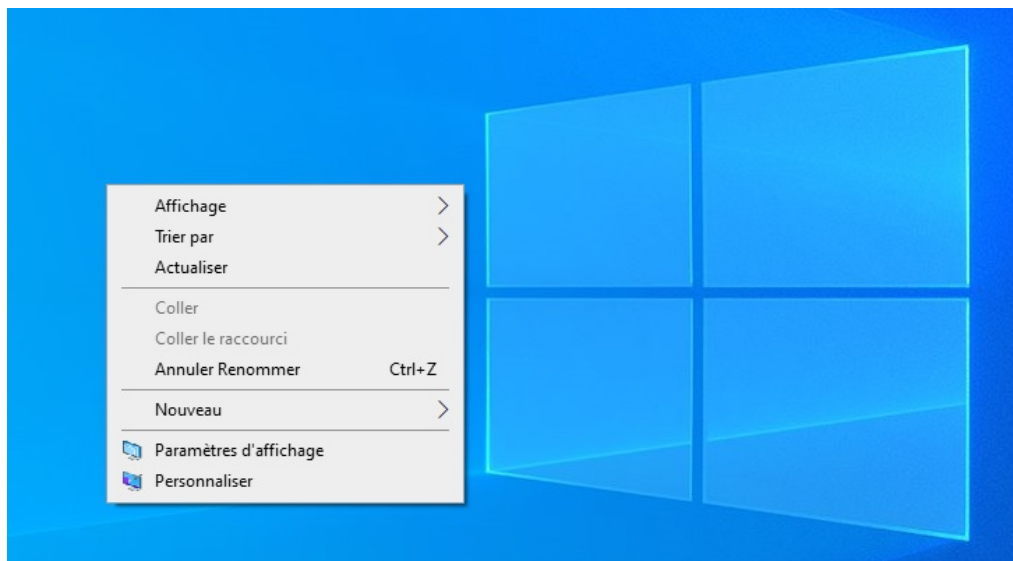 Affichage
Trier par
Actualiser
Coller
Coller le raccourci
Annuler Renommer Ctrl+Z
Nouveau
Paramètres d'affichage
Personnaliser